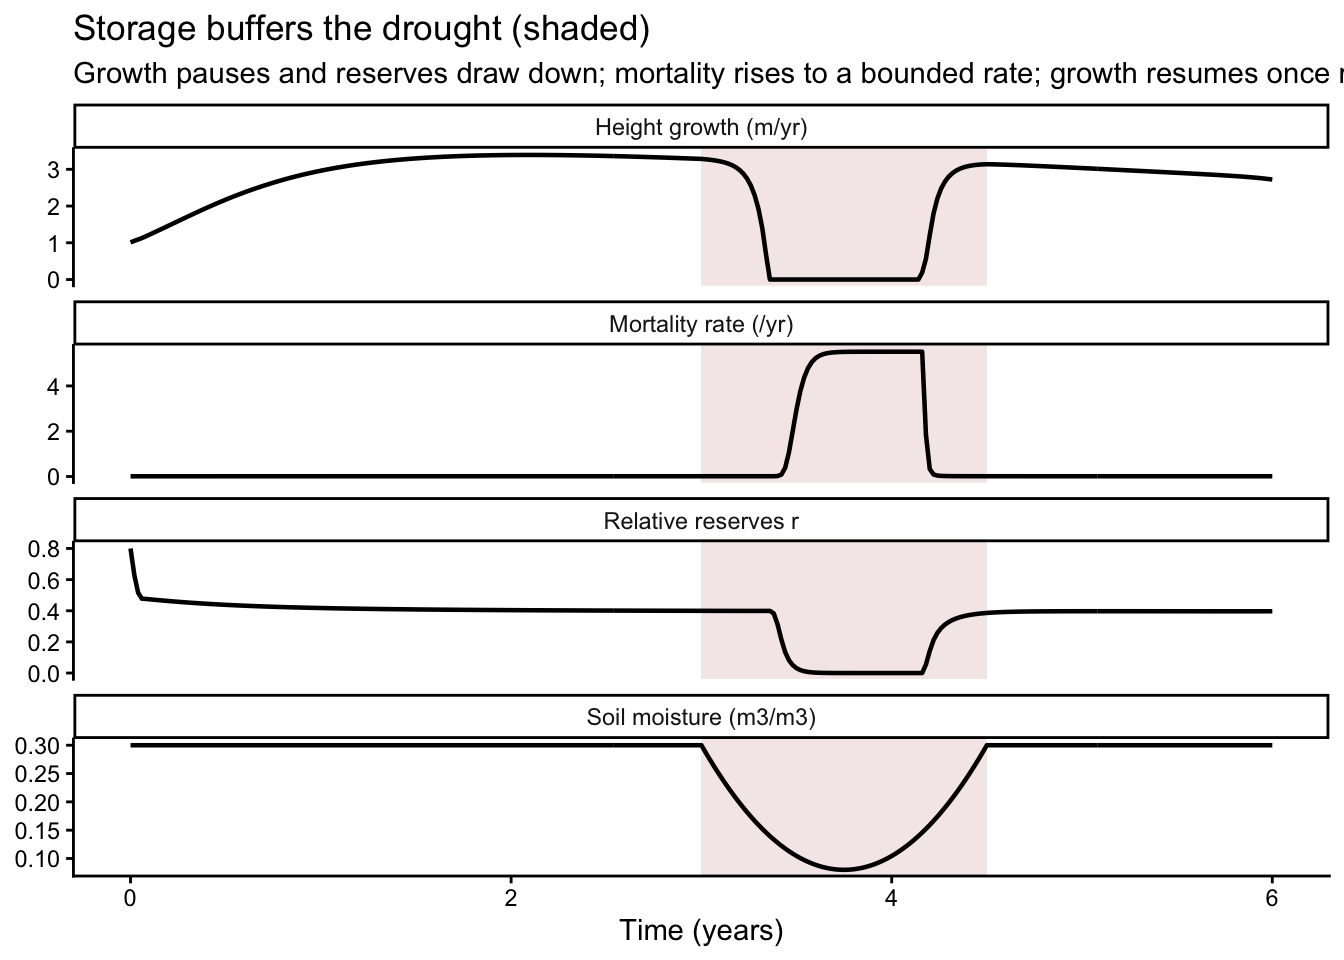 Storage buffers the drought (shaded)
Growth pauses and reserves draw down; mortality rises to a bounded rate; growth resumes once
Height growth (m/yr)
3
2
1
0
Mortality rate (/yr)
4
2
0
Relative reserves r
0.8
0.6
0.4
0.2
0.0
Soil moisture (m3/m3)
0.30
0.25
0.20
0.15
0.10
0 2 4 6
Time (years)